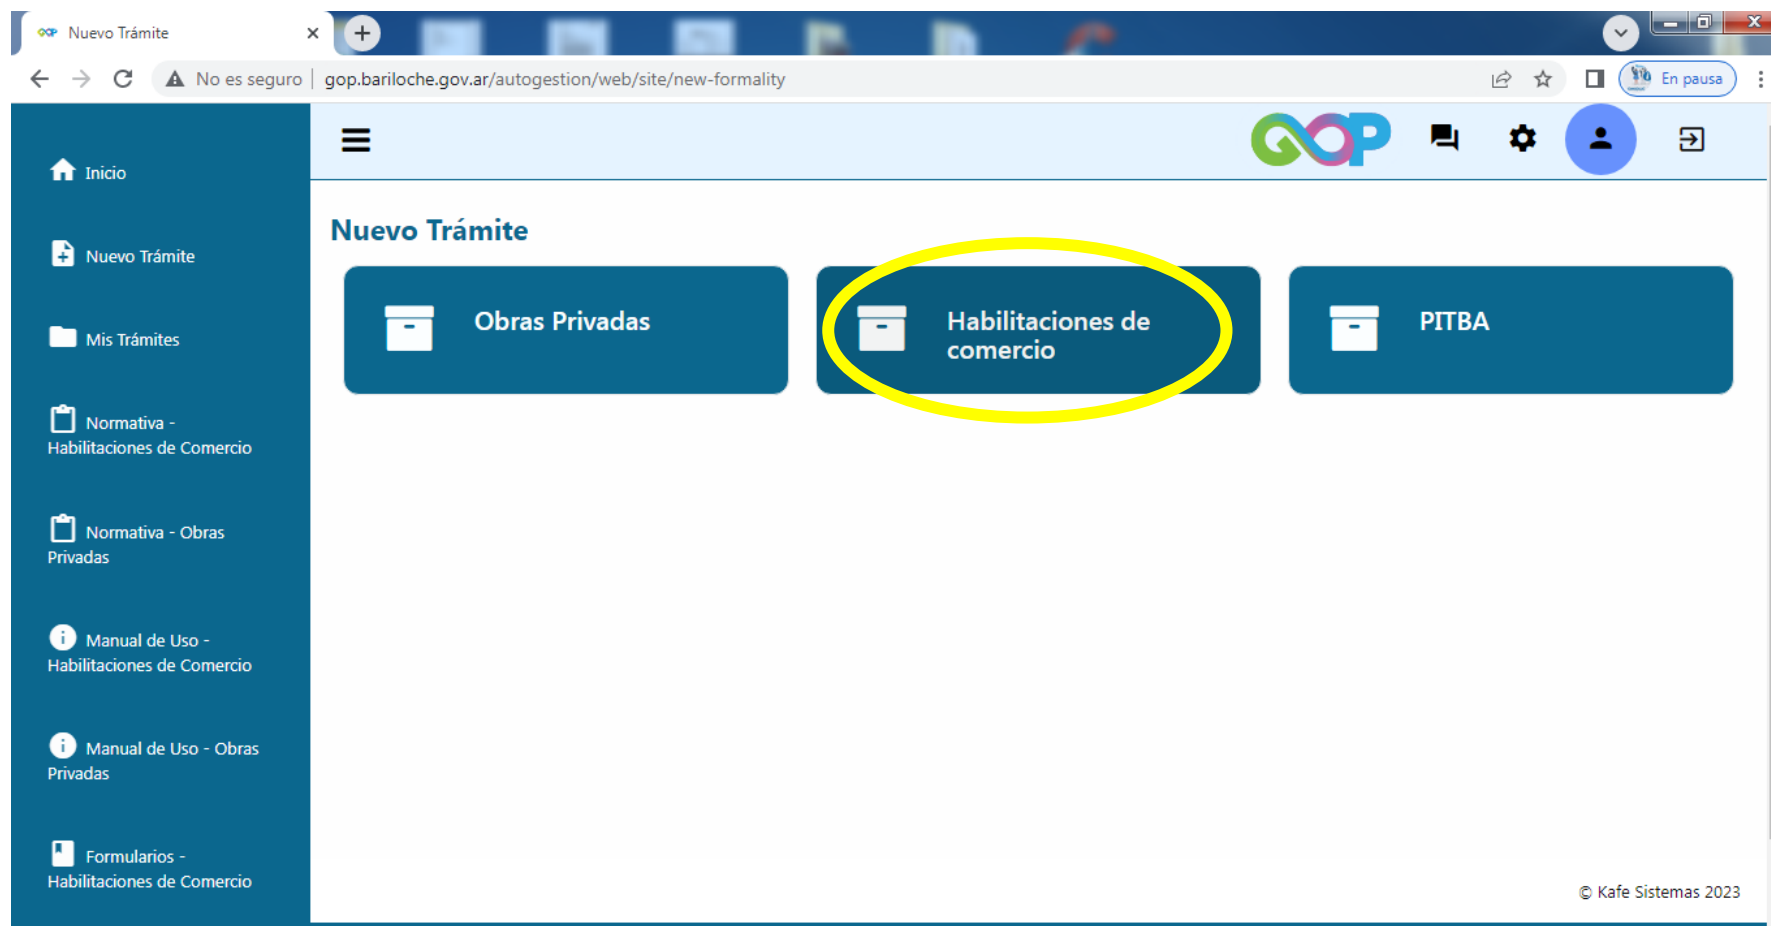 Nuevo Trámite
No es seguro
gop.bariloche.gov.ar/autogestion/web/site/new-formality
En pausa
GOP
Inicio
Nuevo Trámite
Mis Trámites
Normativa -
Habilitaciones de Comercio
Normativa - Obras
Privadas
Manual de Uso -
Habilitaciones de Comercio
Manual de Uso - Obras
Privadas
Formularios -
Habilitaciones de Comercio
Nuevo Trámite
Obras Privadas
Habilitaciones de
comercio
PITBA
© Kafe Sistemas 2023